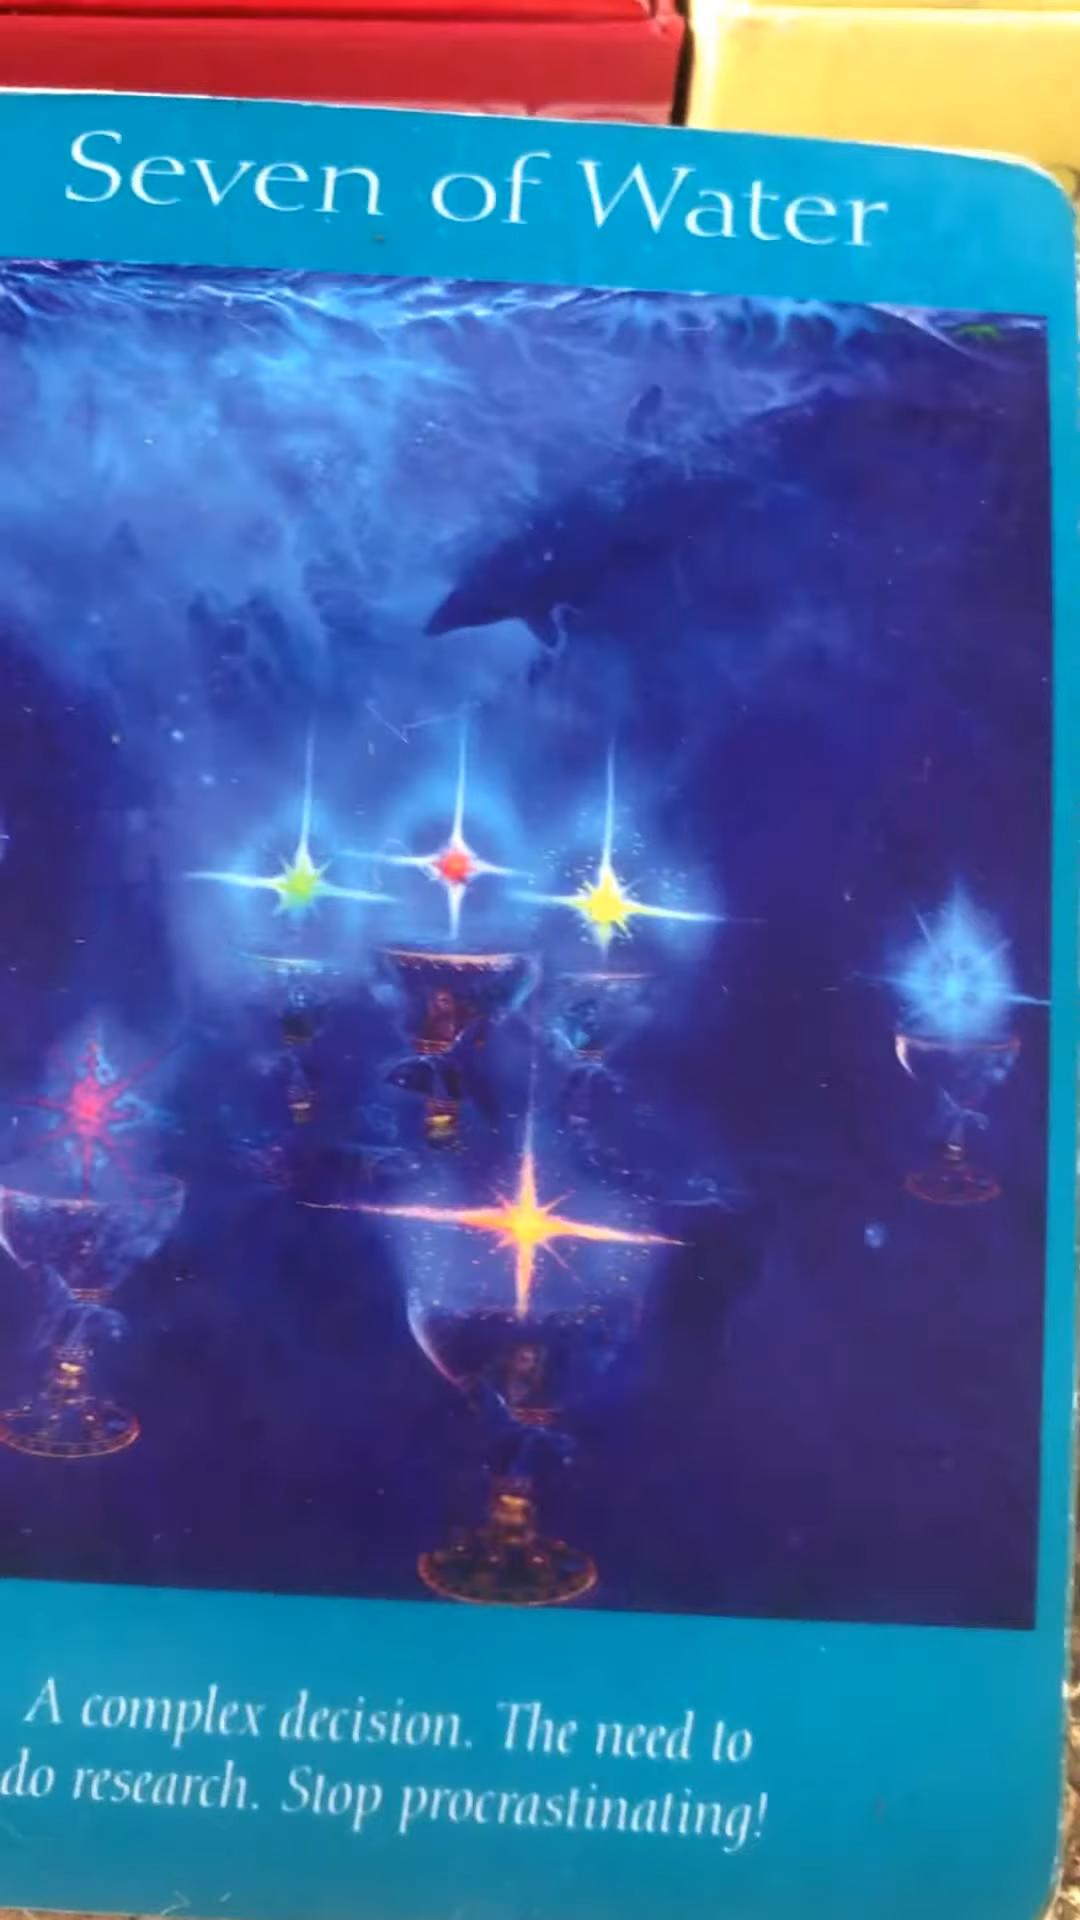 Seven of Water
A complex decision. The need to
do research. Stop procrastinating!